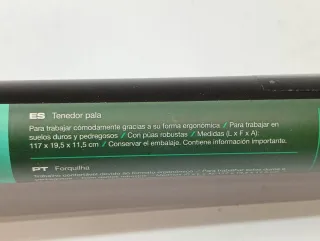 ES Tenedor pala
Para trabajar cómodamente gracias a su forma ergonómica / Para trabajar en
suelos duros y pedregosos / Con púas robustas / Medidas (L x F x A):
117 x 19,5 x 11,5 cm / Conservar el embalaje. Contiene información importante.
PT Forquilha